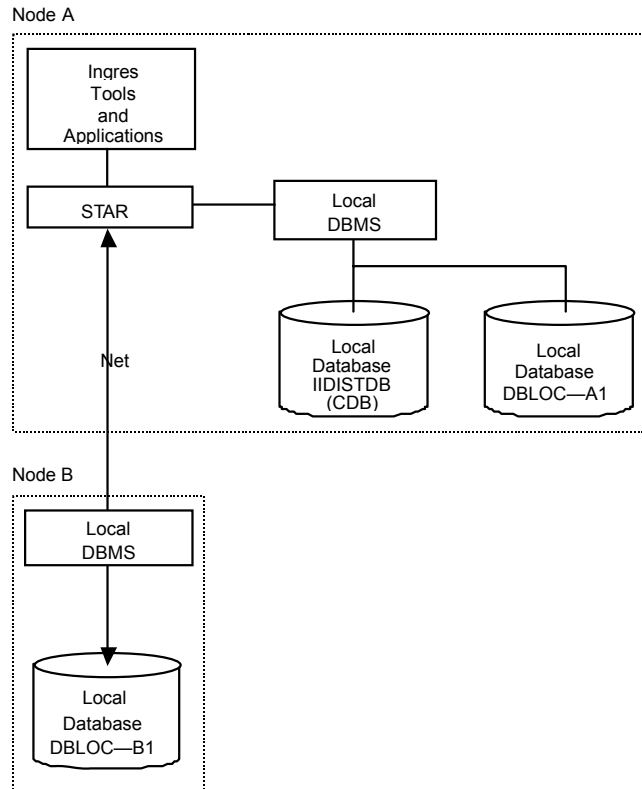 Node A
Ingres
Tools
and
Applications
STAR
Local
DBMS
Net
Local
Database
IIDISTDB
(CDB)
Local
Database
DBLOC—A1
Node B
Local
DBMS
Local
Database
DBLOC—B1